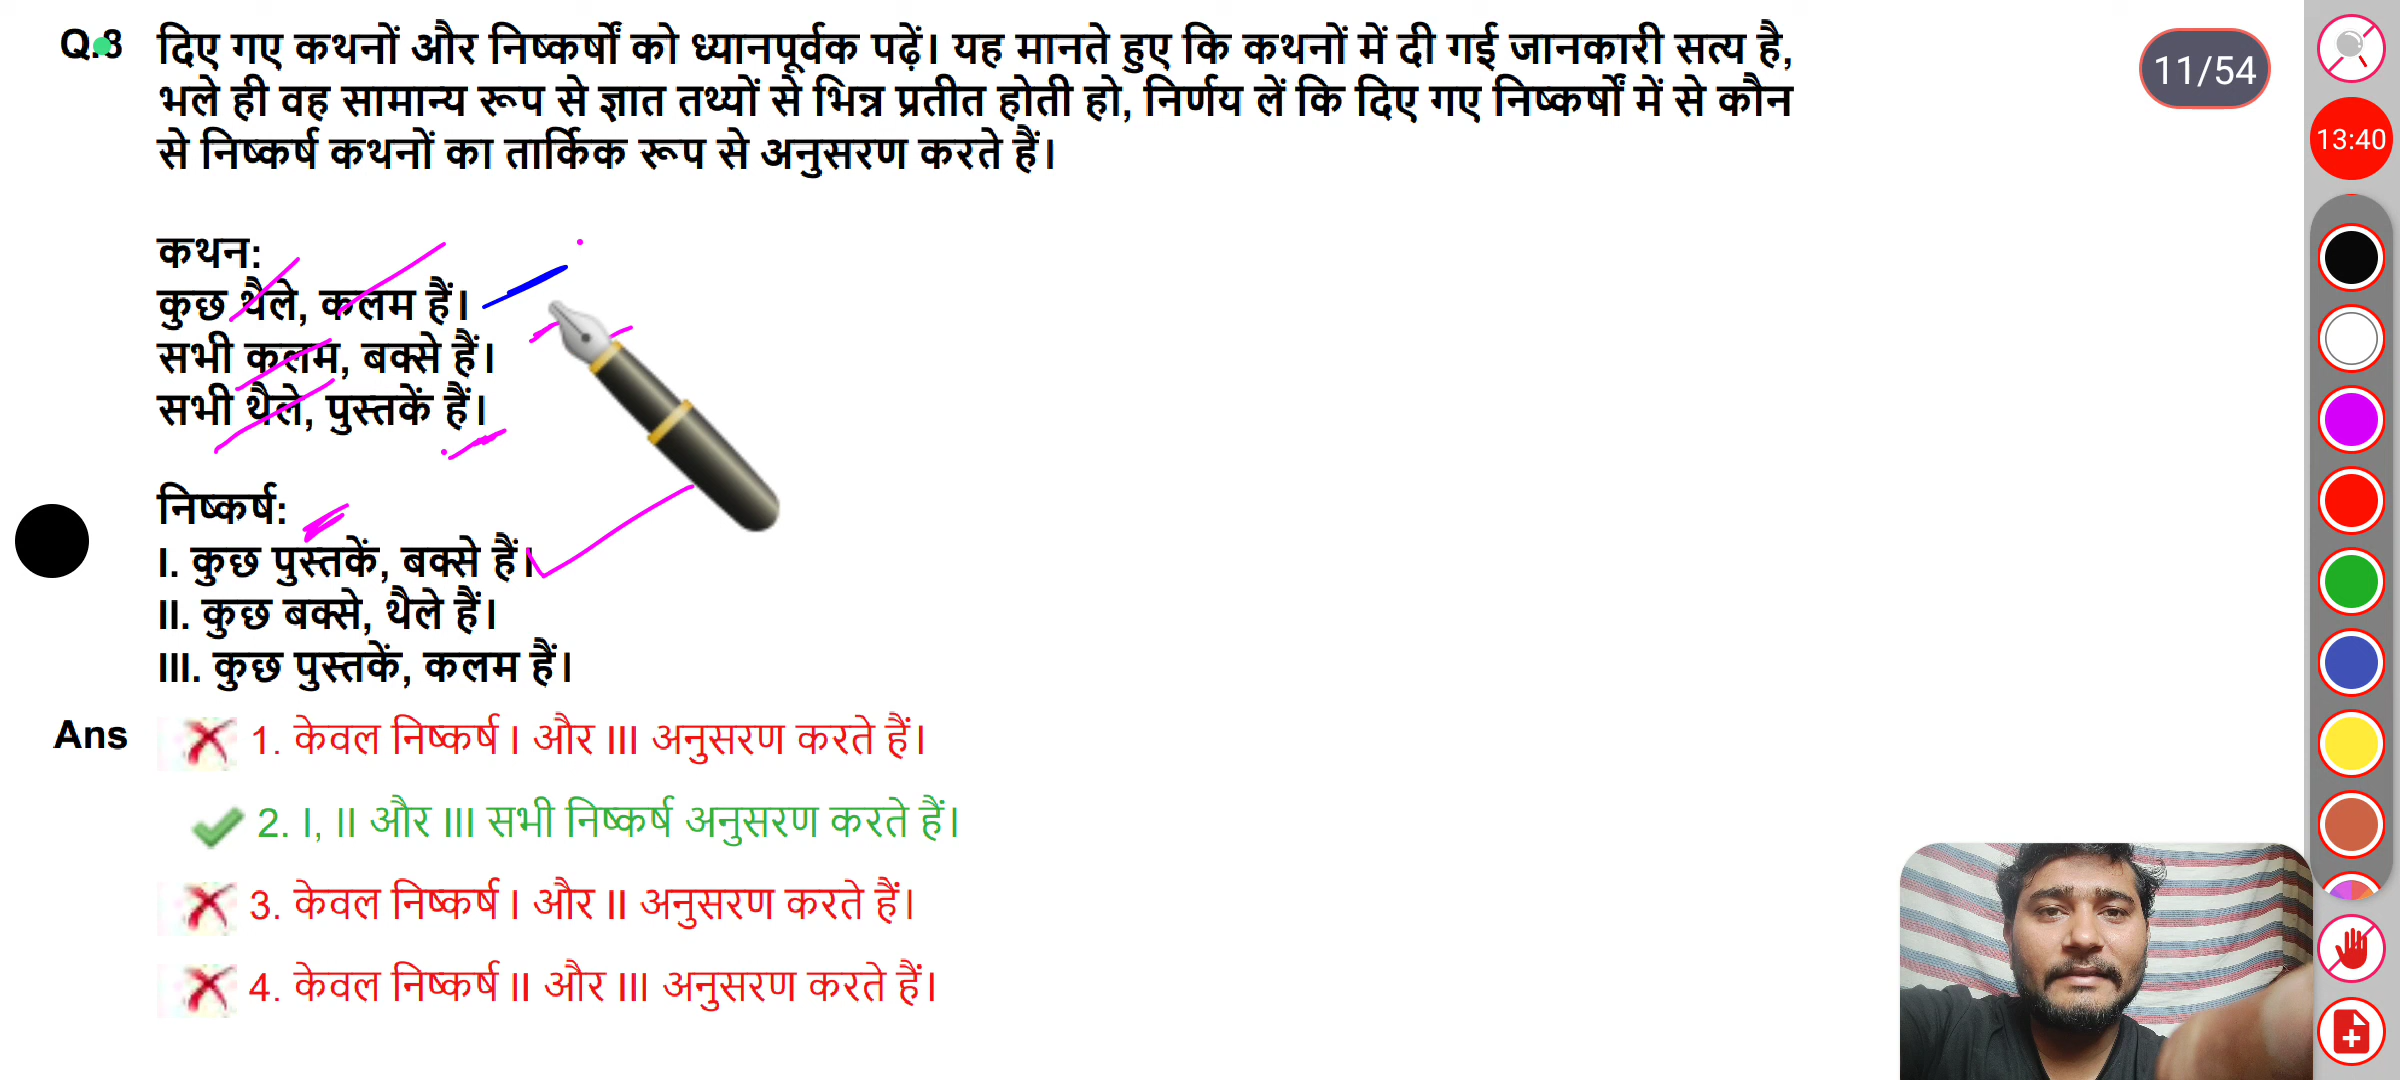 Q.8 दिए गए कथनों और निष्कर्षों को ध्यानपूर्वक पढ़ें। यह मानते हुए कि कथनों में दी गई जानकारी सत्य है,
भले ही वह सामान्य रूप से ज्ञात तथ्यों से भिन्न प्रतीत होती हो, निर्णय लें कि दिए गए निष्कर्षों में से कौन
से निष्कर्ष कथनों का तार्किक रूप से अनुसरण करते हैं।
11/54
13:40
कथन:
कुछ थैले, कलम हैं।
सभी कलम, बक्से हैं।
सभी थैले, पुस्तकें हैं।
निष्कर्ष:
I. कुछ पुस्तकें, बक्से हैं।
II. कुछ बक्से, थैले हैं।
III. कुछ पुस्तकें, कलम हैं।
Ans 1. केवल निष्कर्ष I और III अनुसरण करते हैं।
2. I, II और III सभी निष्कर्ष अनुसरण करते हैं।
3. केवल निष्कर्ष I और II अनुसरण करते हैं।
4. केवल निष्कर्ष II और III अनुसरण करते हैं।